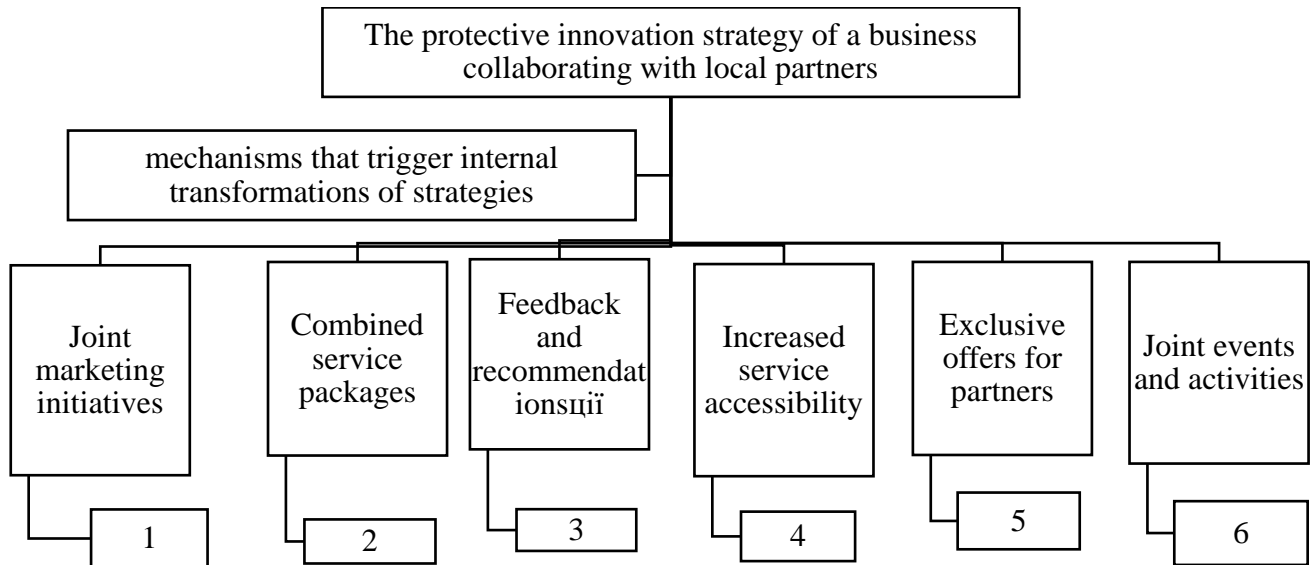 The protective innovation strategy of a business
collaborating with local partners
mechanisms that trigger internal
transformations of strategies
Joint
marketing
initiatives
Combined
service
packages
Feedback
and
recommendat
ionsції
Increased
service
accessibility
Exclusive
offers for
partners
Joint events
and activities
1
2
3
4
5
6